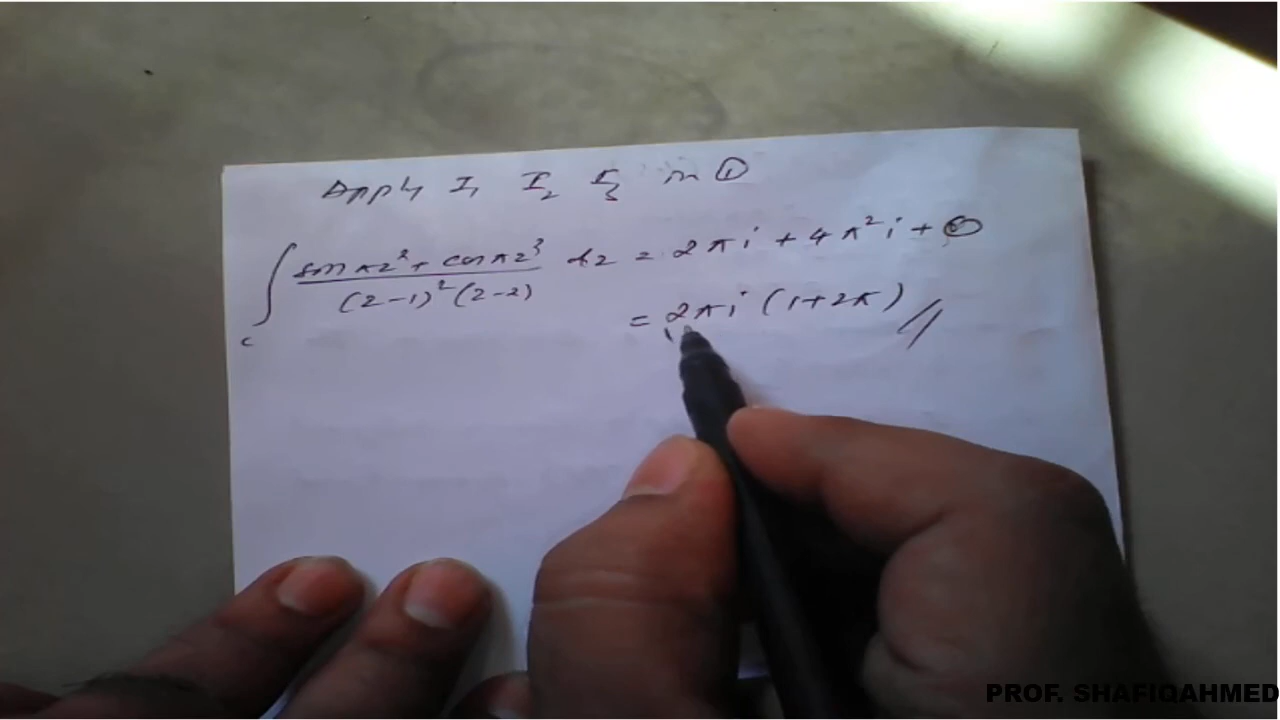 Apply I₁ I₂ I₃ in ①
∫c (sin πz² + cos πz³) / ((z-1)²(z-2)) dz = 2πi + 4π²i + 0
= 2πi (1+2π) //
PROF. SHAFIQAHMED